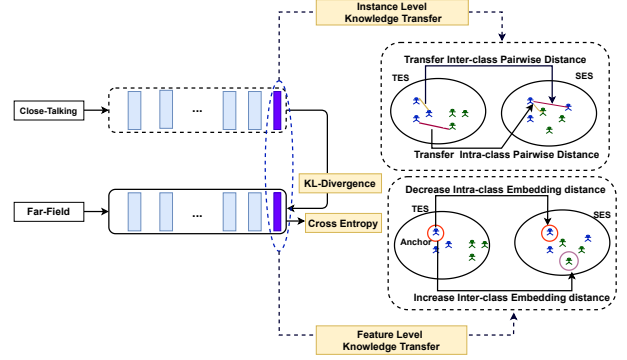 Instance Level
Knowledge Transfer
Transfer Inter-class Pairwise Distance
TES
SES
...
Close-Talking
Transfer Intra-class Pairwise Distance
KL-Divergence
Decrease Intra-class Embedding distance
TES
SES
...
Far-Field
Cross Entropy
Anchor
Increase Inter-class Embedding distance
Feature Level
Knowledge Transfer